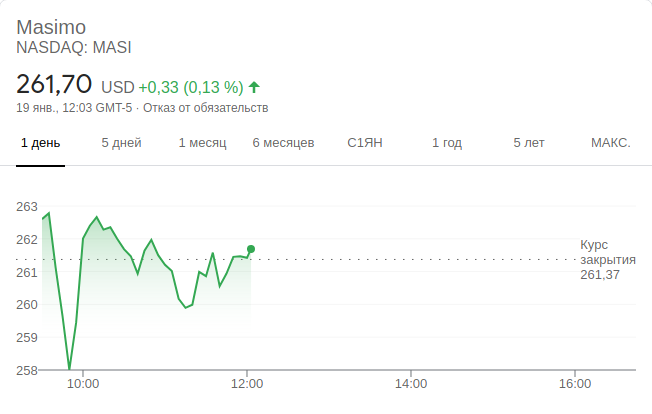 Masimo
NASDAQ: MASI
261,70 USD +0,33 (0,13 %) ↑
19 янв., 12:03 GMT-5 · Отказ от обязательств
1 день 5 дней 1 месяц 6 месяцев С1ЯН 1 год 5 лет МАКС.
263
262
261
260
259
258
Курс
закрытия
261,37
10:00 12:00 14:00 16:00